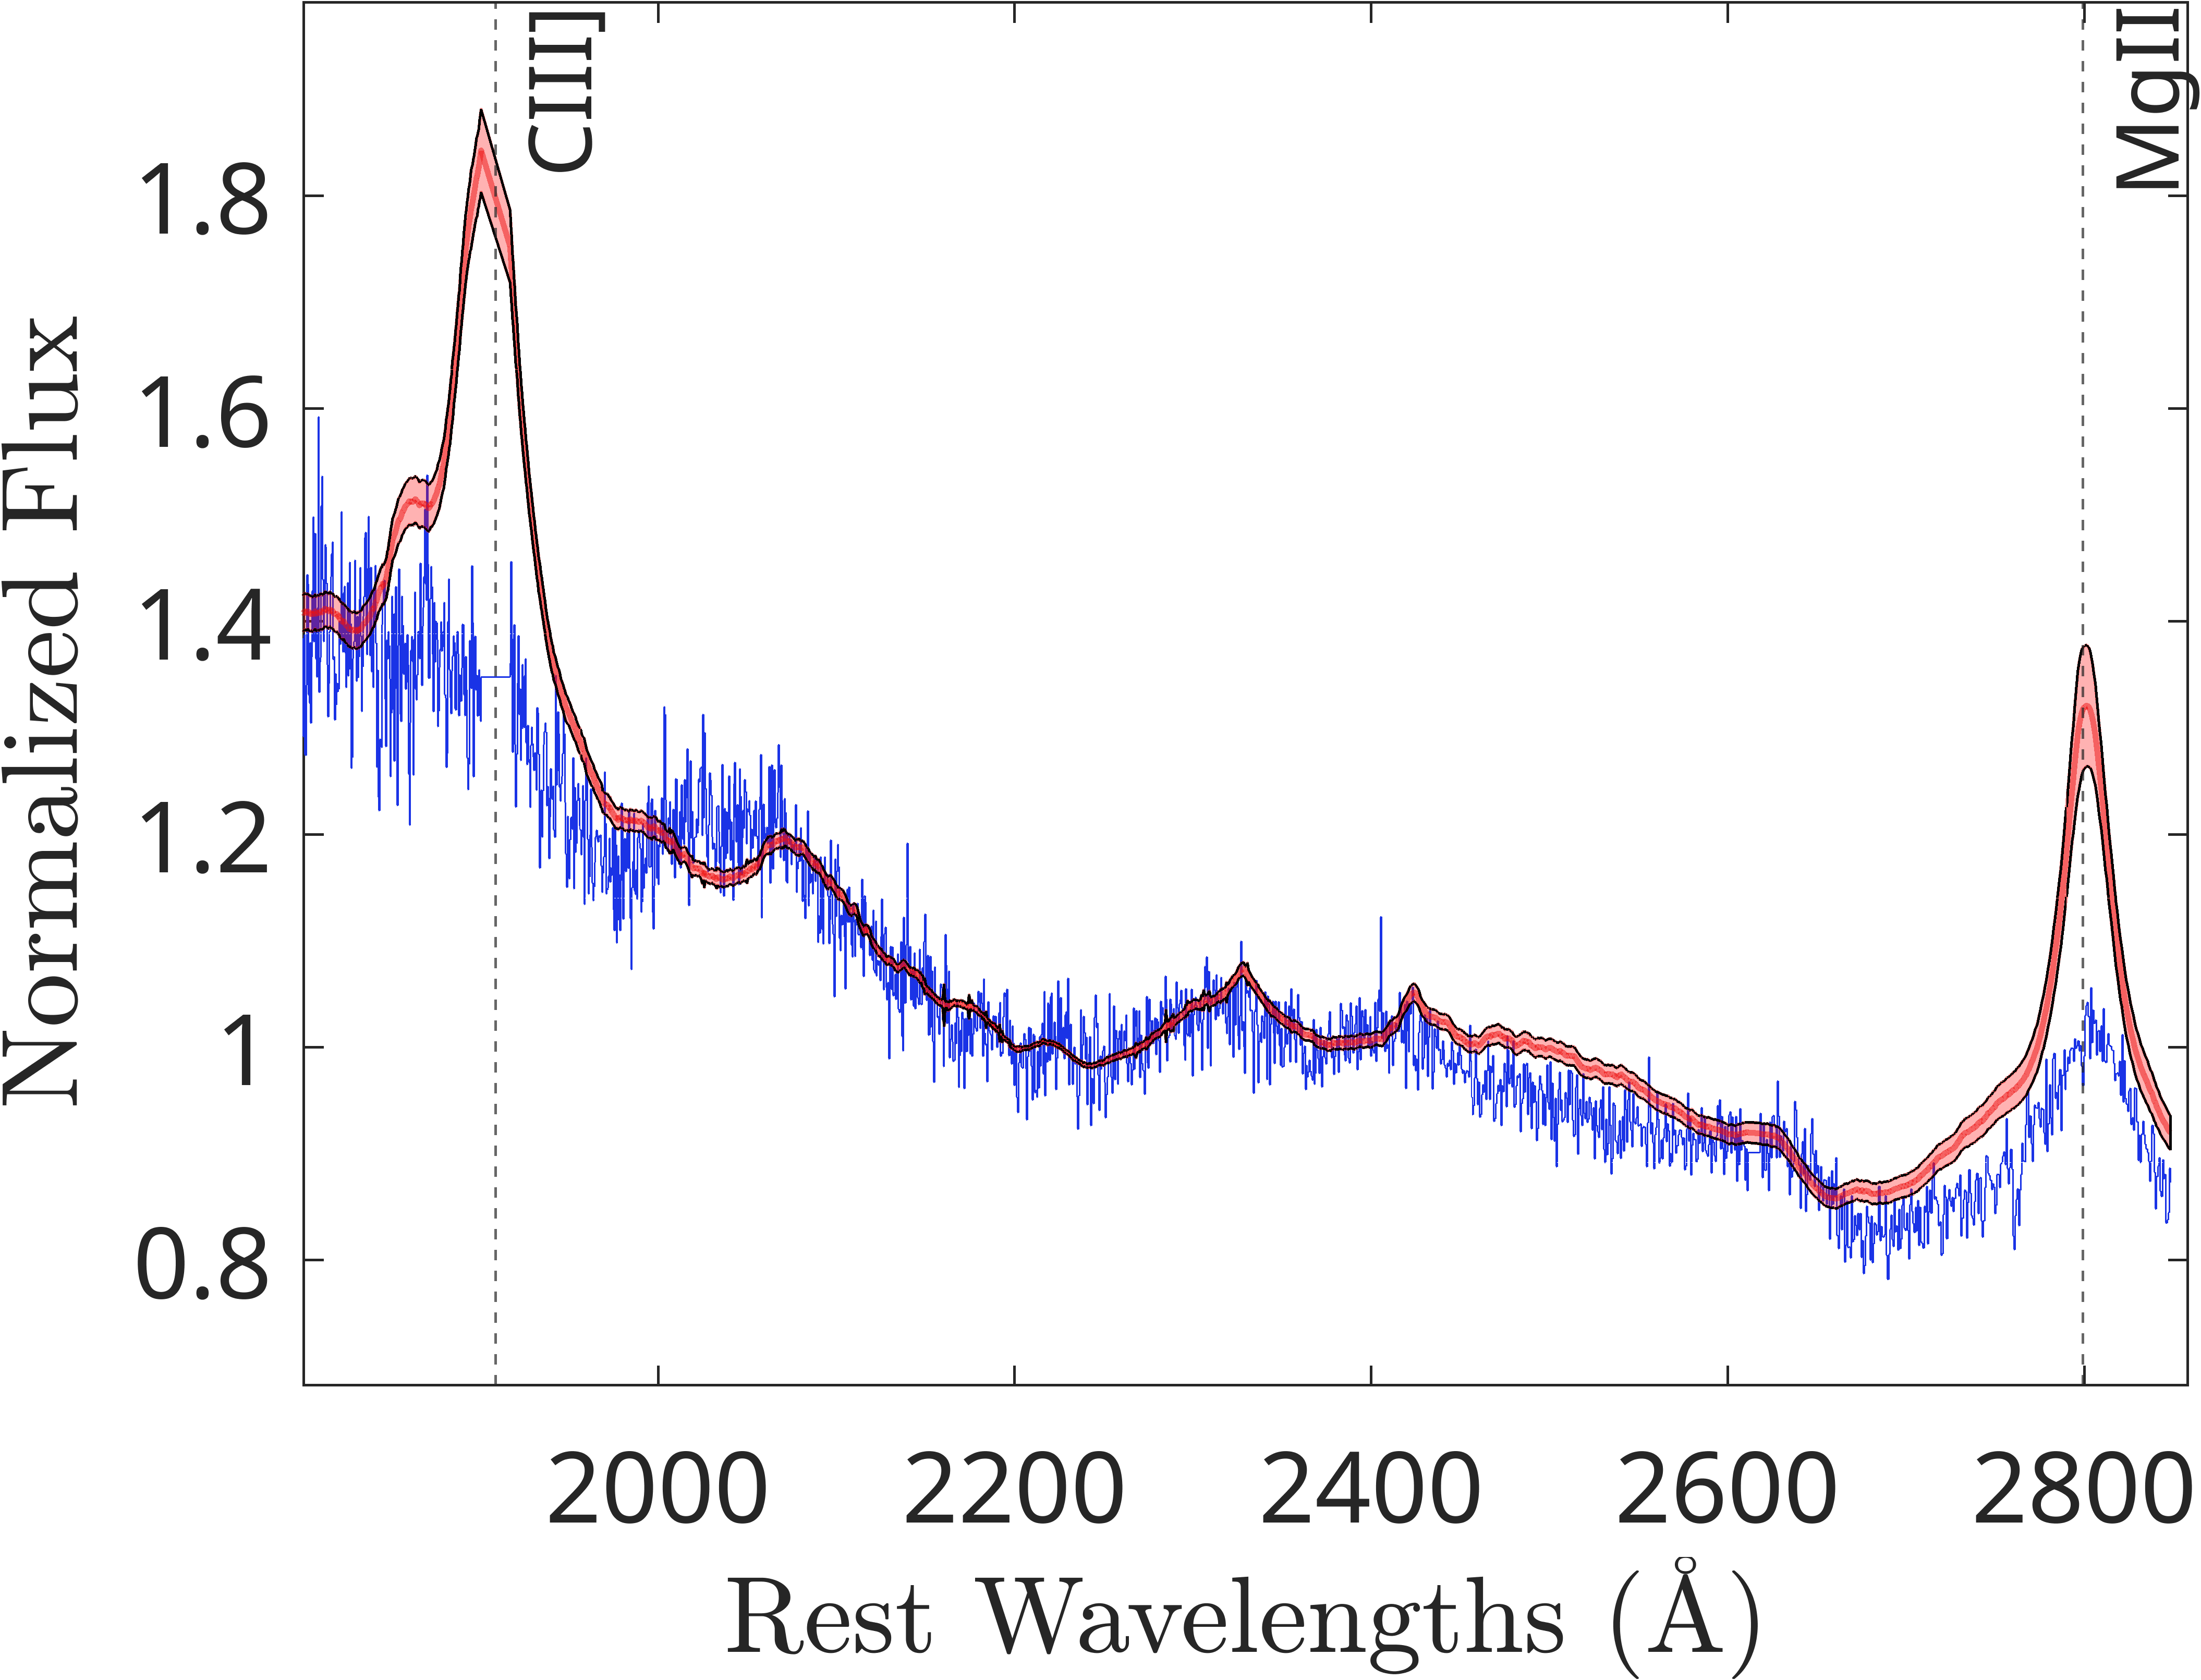 CIII]
MgII
1.8
1.6
1.4
1.2
1
0.8
Normalized Flux
2000 2200 2400 2600 2800
Rest Wavelengths (Å)